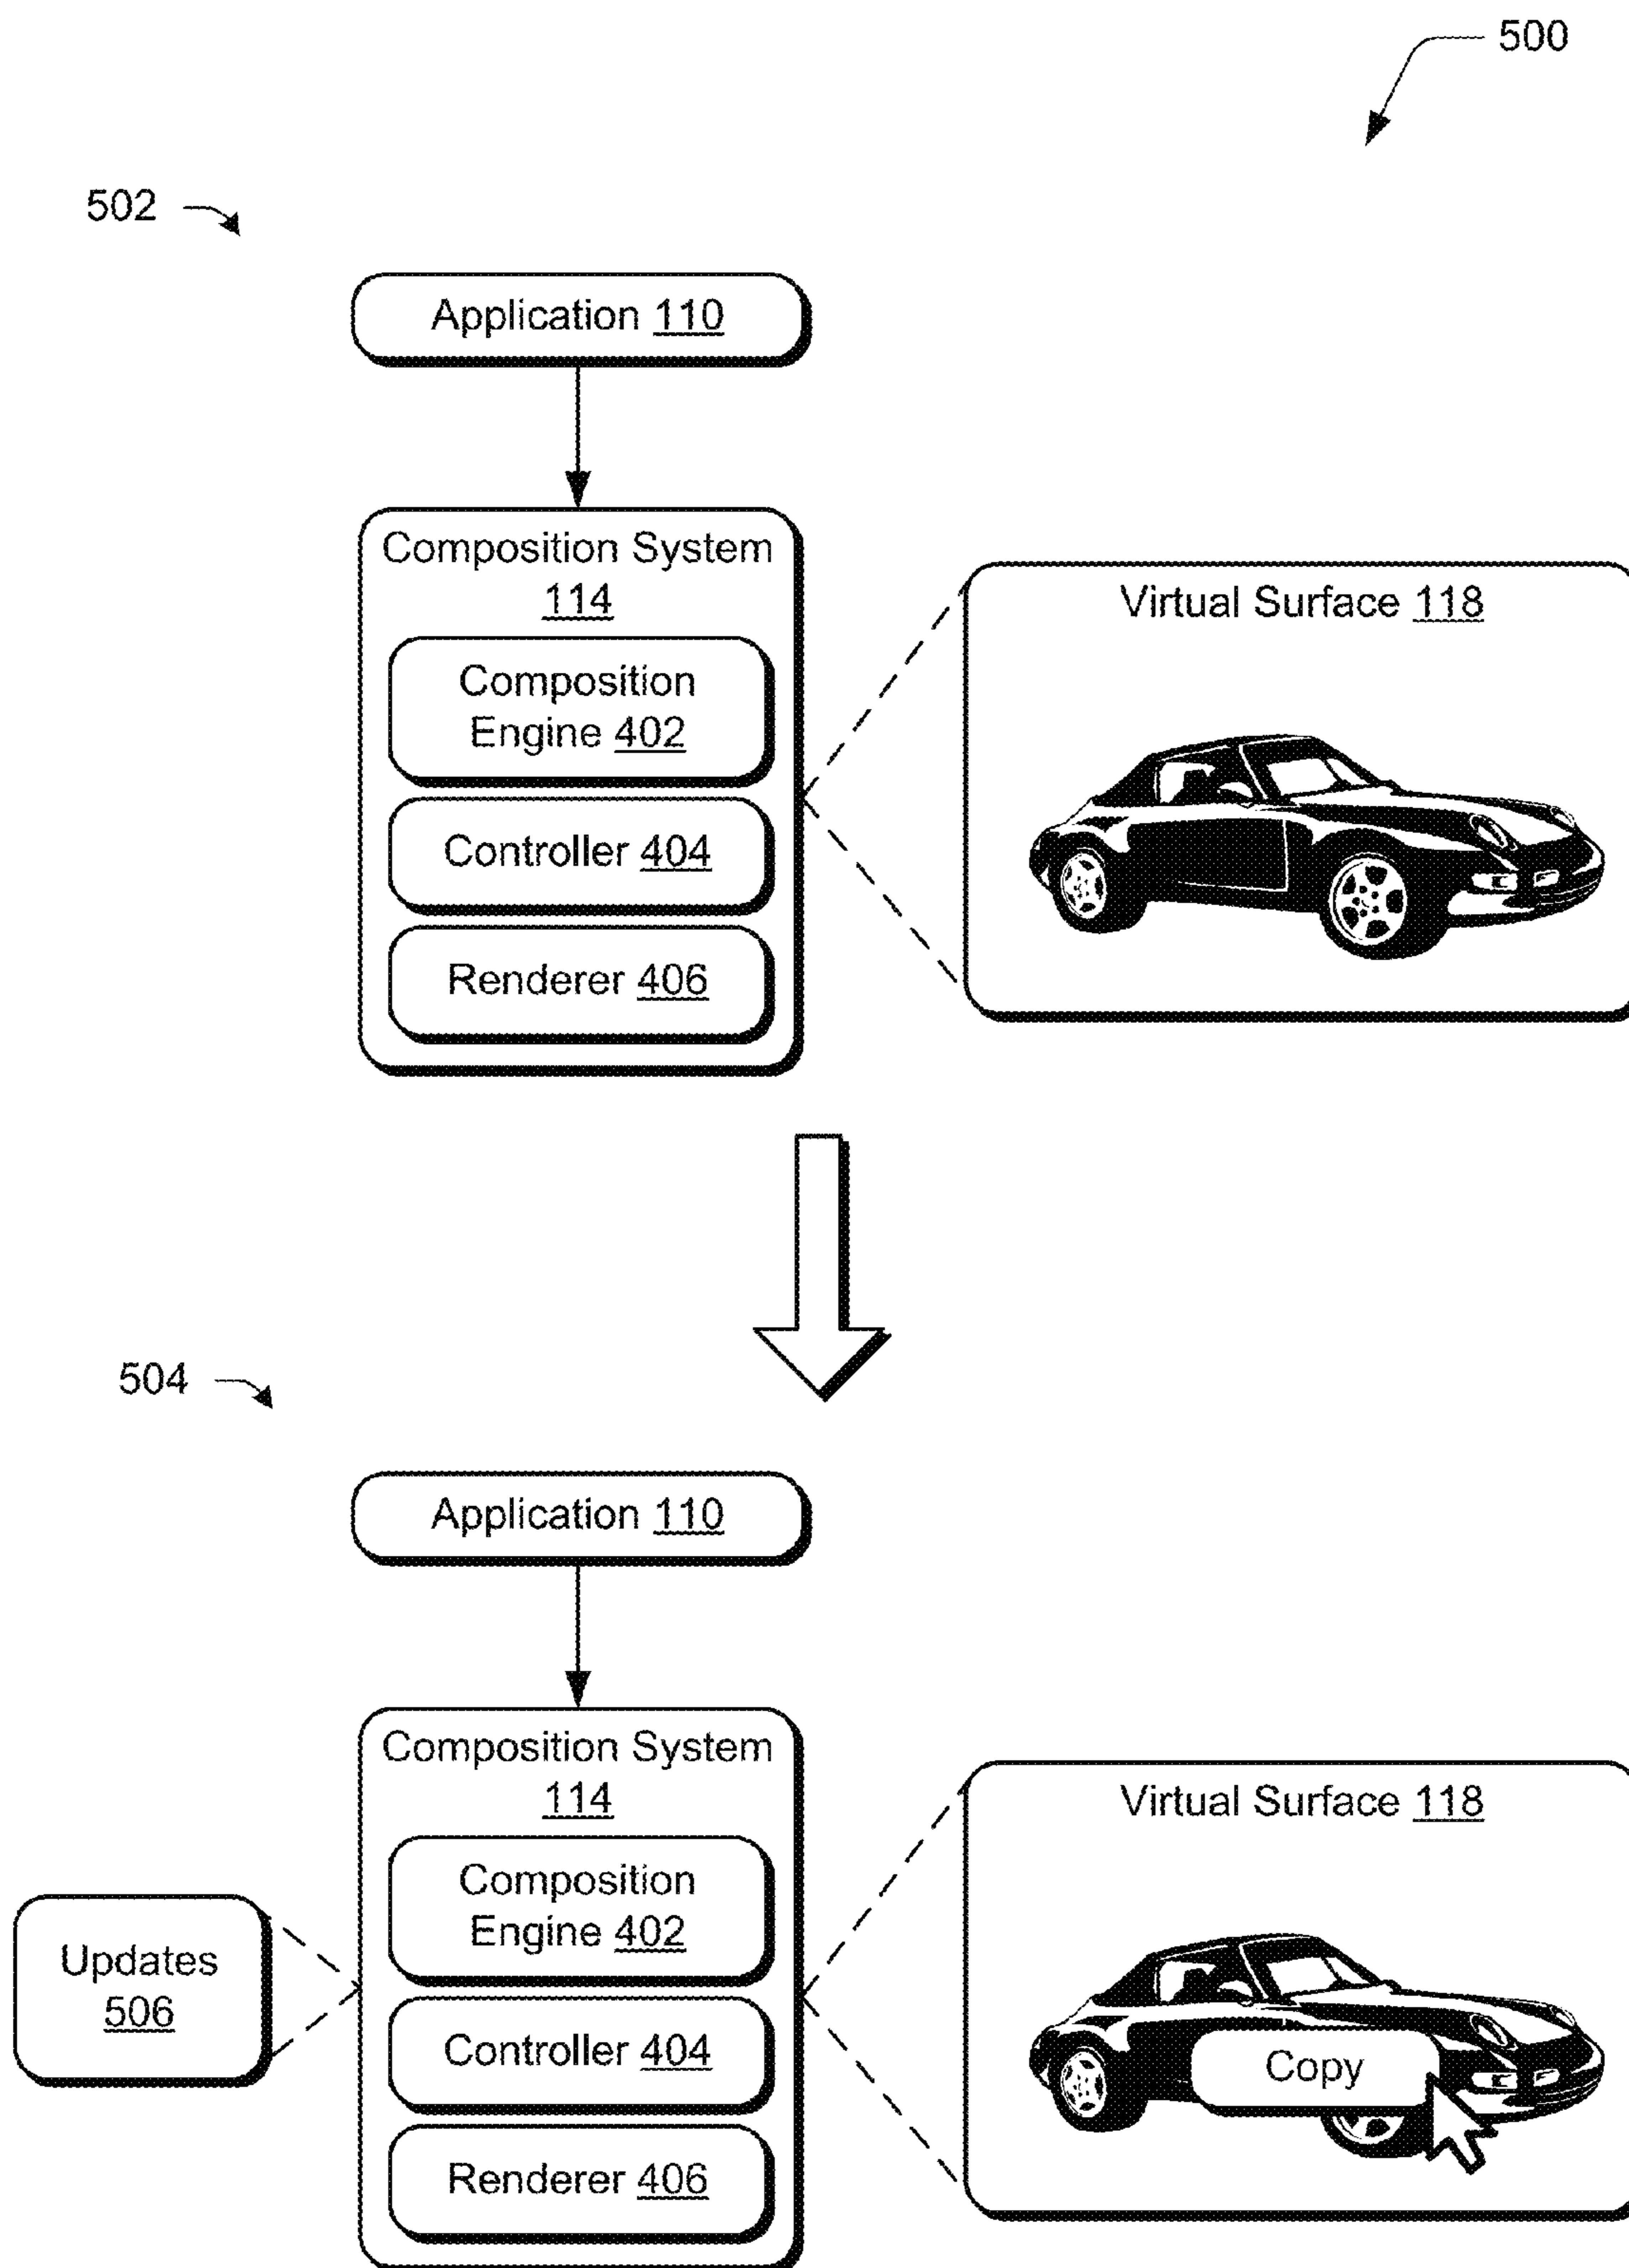 500
502
Application 110
Composition System
114
Composition
Engine 402
Controller 404
Renderer 406
Virtual Surface 118
504
Application 110
Composition System
114
Composition
Engine 402
Controller 404
Renderer 406
Updates
506
Virtual Surface 118
Copy